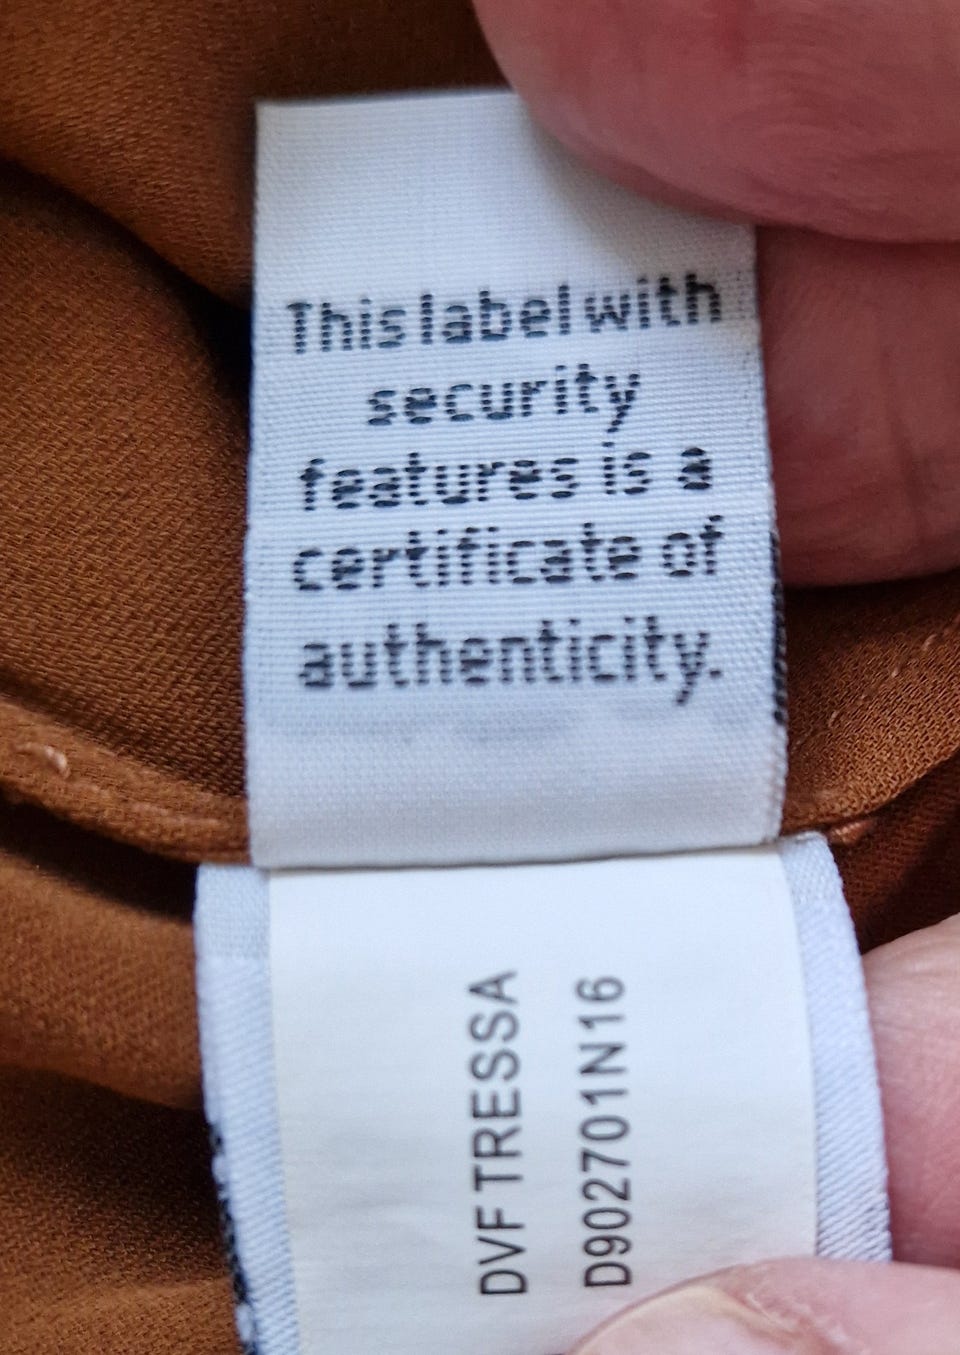 This label with
security
features is a
certificate of
authenticity.
DVF TRESSA
D902701N16